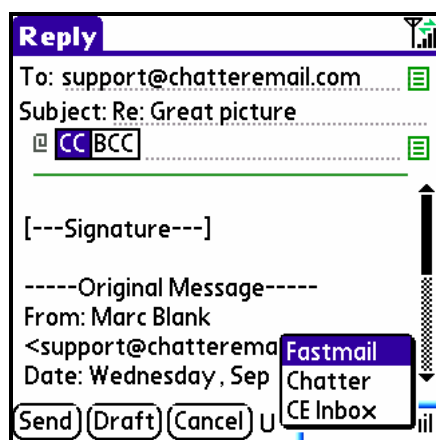 Reply
To: support@chatteremail.com
Subject: Re: Great picture
CC BCC
[---Signature---]
-----Original Message-----
From: Marc Blank
<support@chatterema
Date: Wednesday, Sep
Fastmail
Chatter
CE Inbox
Send Draft Cancel U il